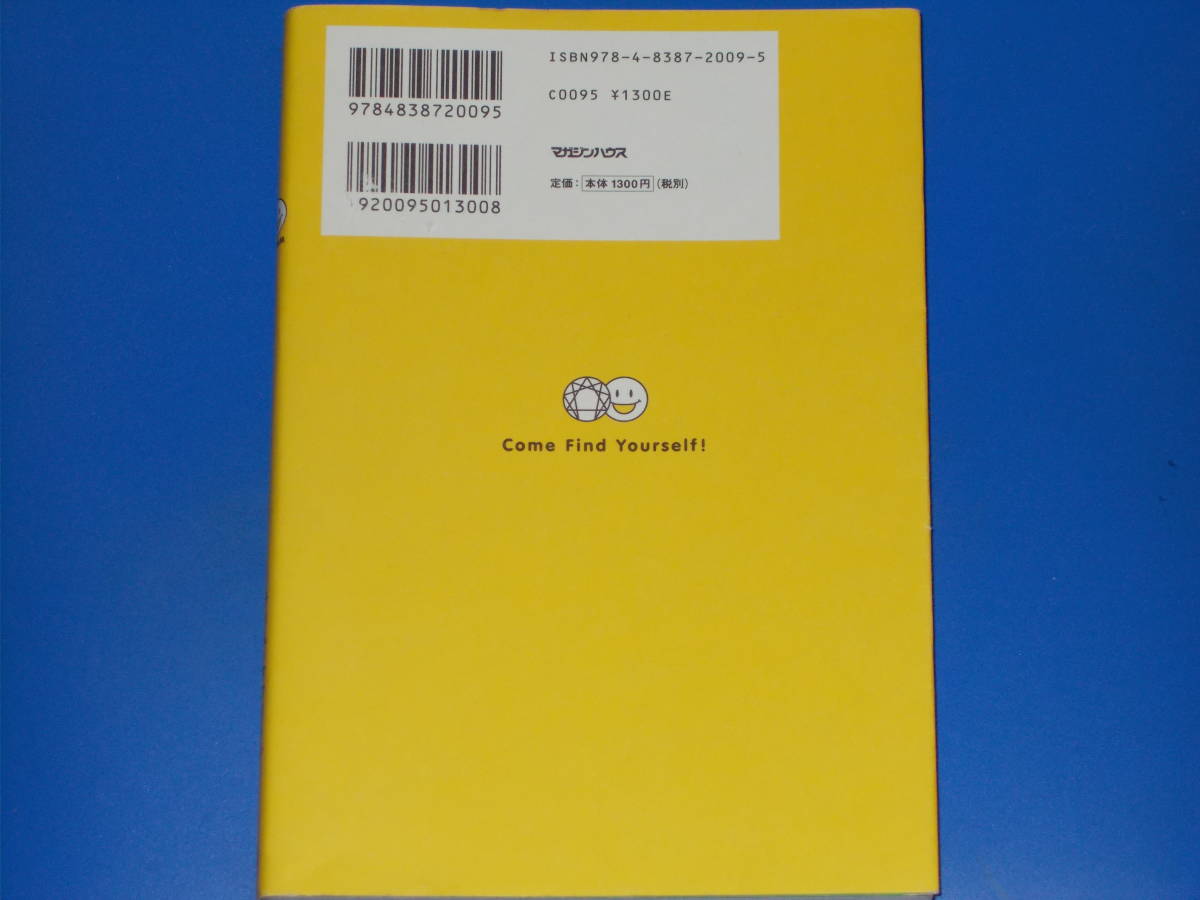 ISBN978-4-8387-2009-5
9784838720095
C0095 ¥1300E
マガジンハウス
定価：本体 1300円（税別）
1920095013008
Come Find Yourself!